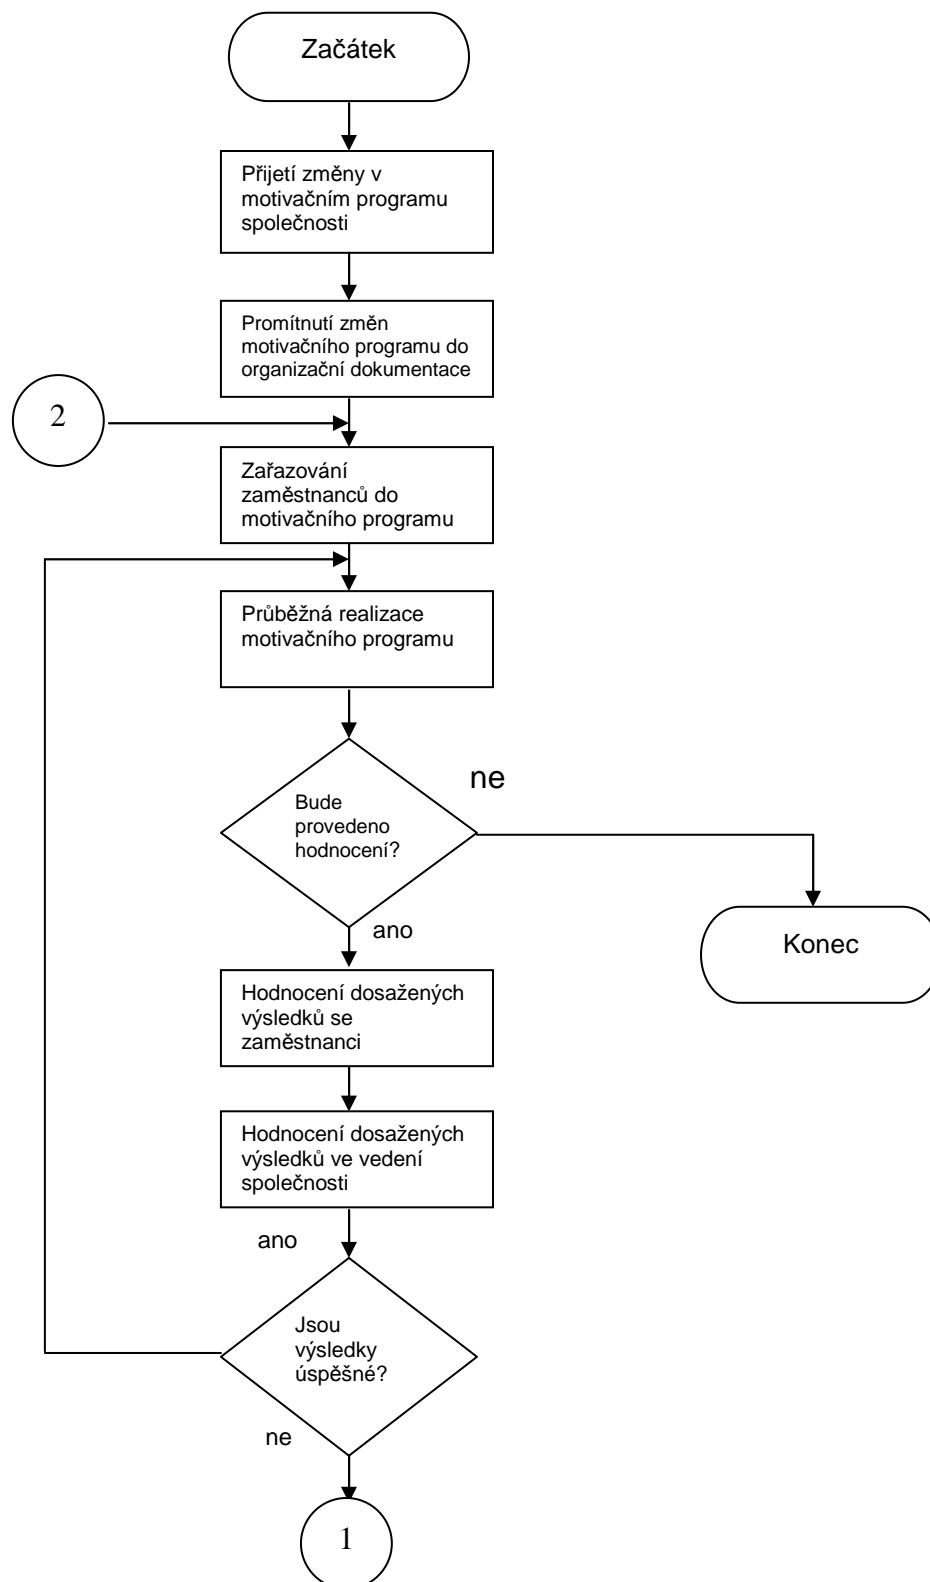 Začátek
Přijetí změny v
motivačním programu
společnosti
Promítnutí změn
motivačního programu do
organizační dokumentace
2
Zařazování
zaměstnanců do
motivačního programu
Průběžná realizace
motivačního programu
ne
Bude
provedeno
hodnocení?
ano
Konec
Hodnocení dosažených
výsledků se
zaměstnanci
Hodnocení dosažených
výsledků ve vedení
společnosti
ano
Jsou
výsledky
úspěšné?
ne
1